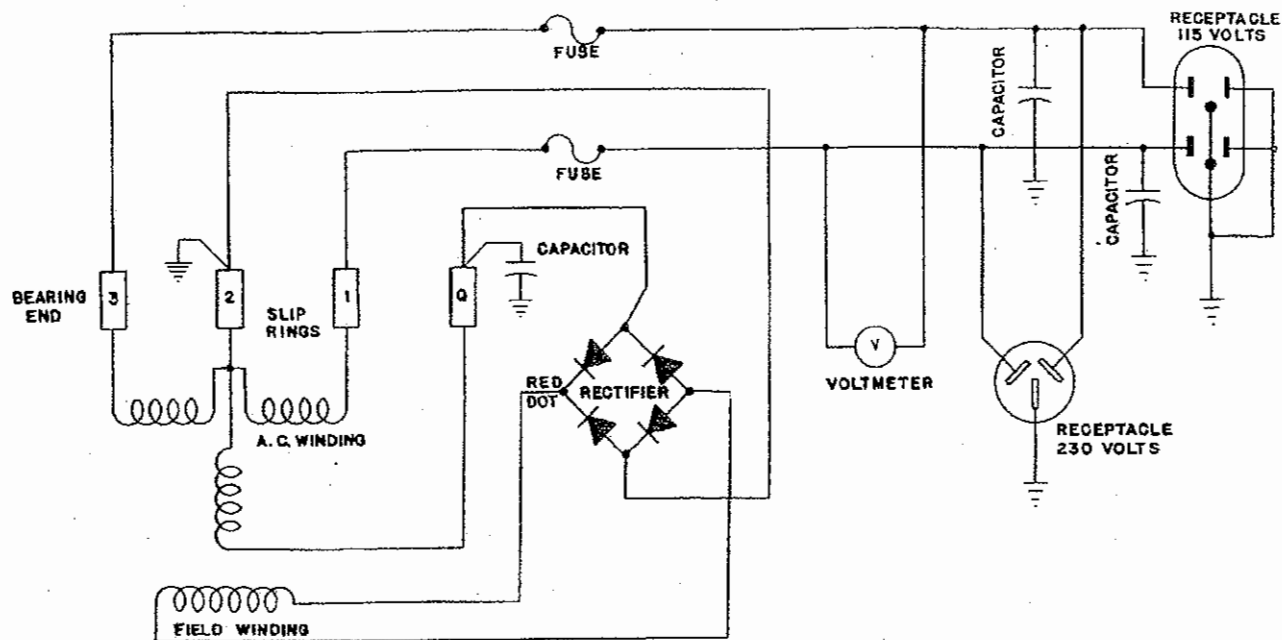 RECEPTACLE
115 VOLTS
FUSE
CAPACITOR
FUSE
CAPACITOR
CAPACITOR
BEARING
END
3
2
SLIP
RINGS
1
Q
RED
DOT
RECTIFIER
V
VOLTMETER
A.C. WINDING
RECEPTACLE
230 VOLTS
FIELD WINDING